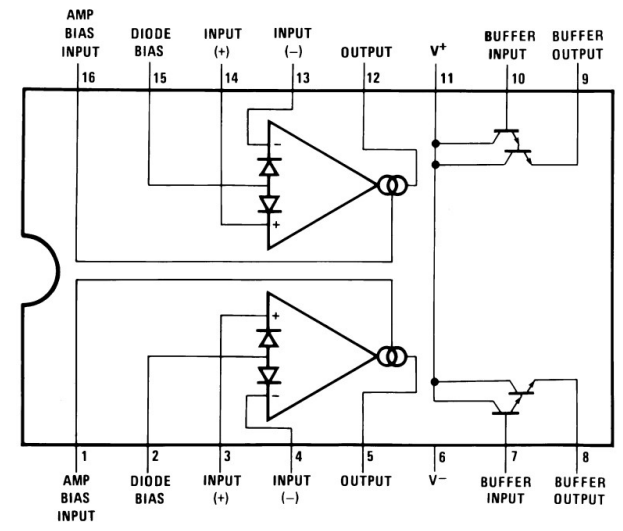 AMP
BIAS
INPUT
DIODE
BIAS
INPUT
(+)
INPUT
(−)
OUTPUT
V+
BUFFER
INPUT
BUFFER
OUTPUT
16 15 14 13 12 11 10 9
−
+
+
−
1 2 3 4 5 6 7 8
AMP
BIAS
INPUT
DIODE
BIAS
INPUT
(+)
INPUT
(−)
OUTPUT
V−
BUFFER
INPUT
BUFFER
OUTPUT